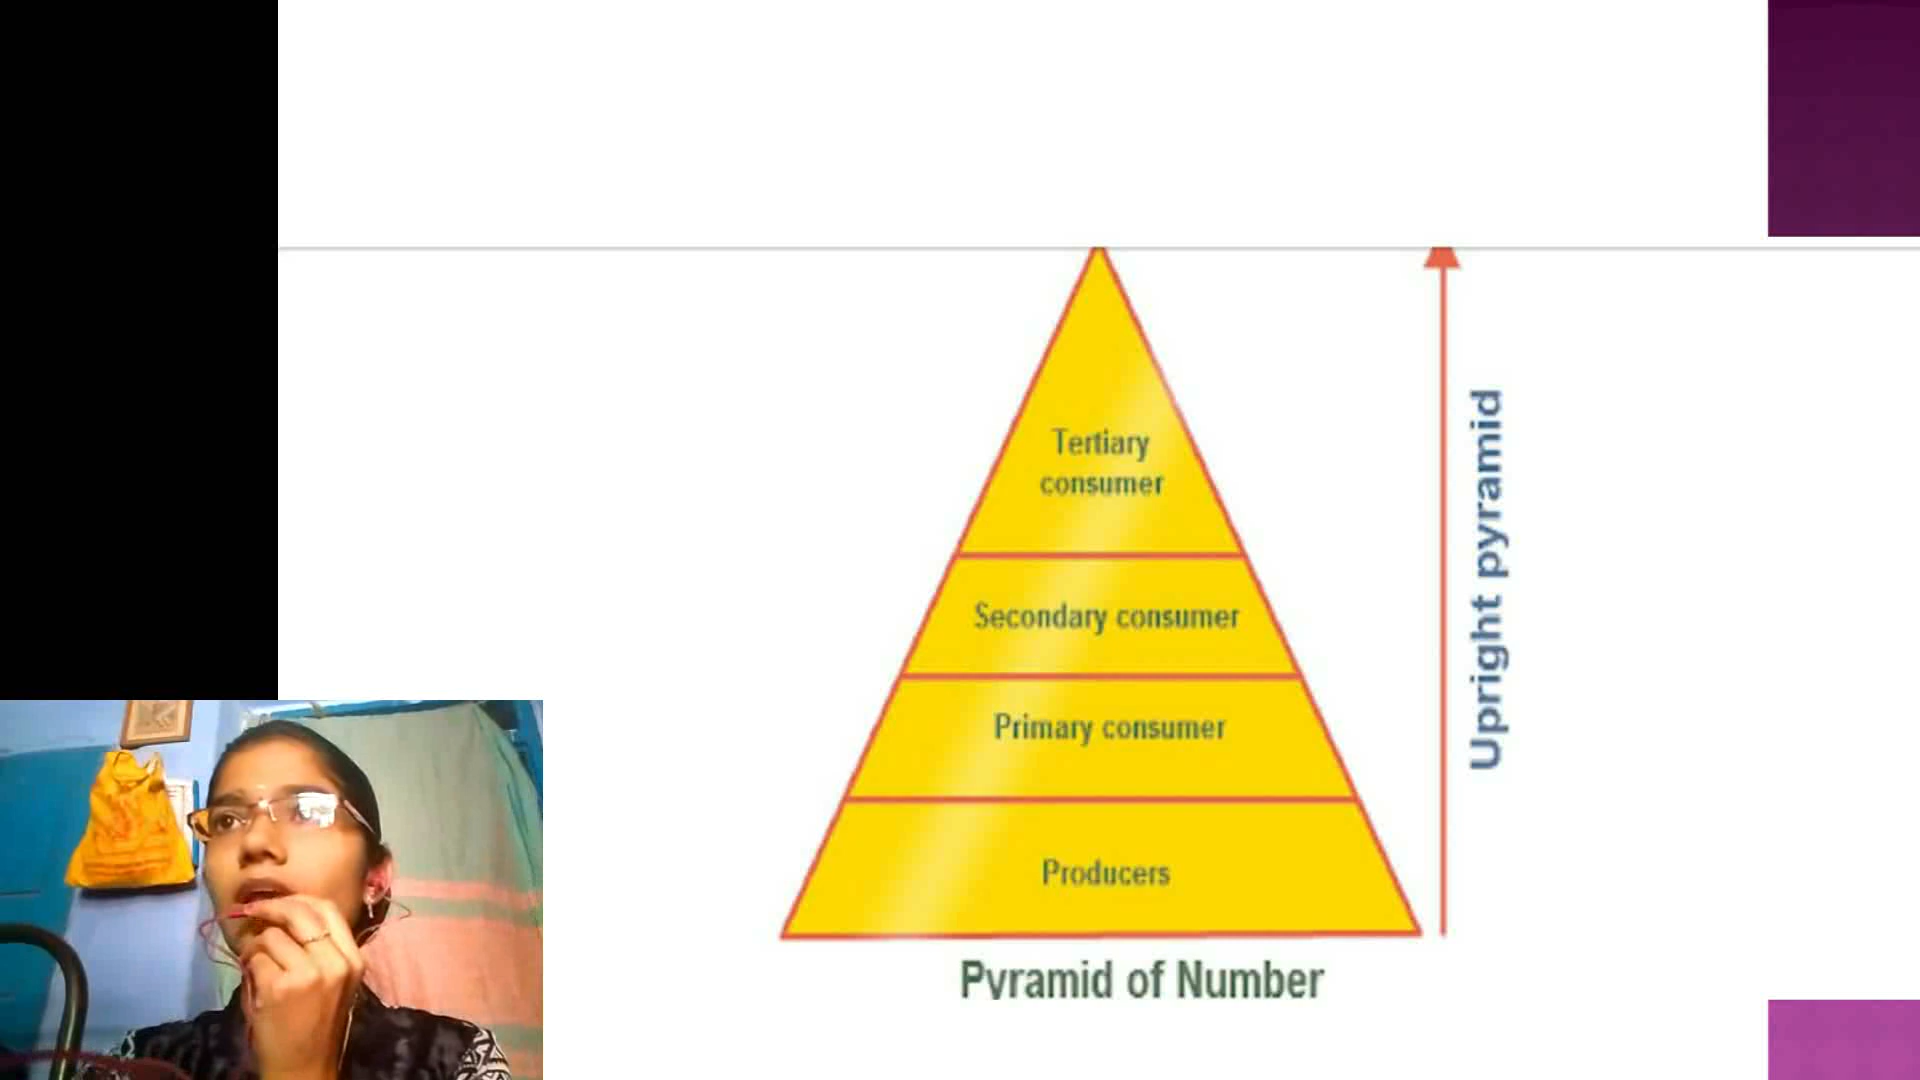 Tertiary
consumer
Secondary consumer
Primary consumer
Producers
Upright pyramid
Pyramid of Number